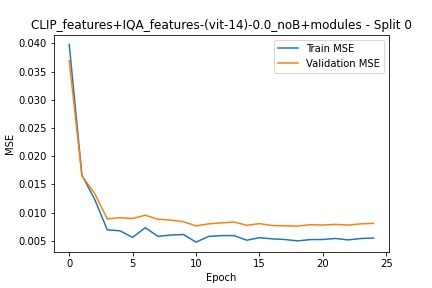 CLIP_features+IQA_features-(vit-14)-0.0_noB+modules - Split 0
Train MSE
Validation MSE
0.040
0.035
0.030
0.025
0.020
0.015
0.010
0.005
MSE
0
5
10
15
20
25
Epoch